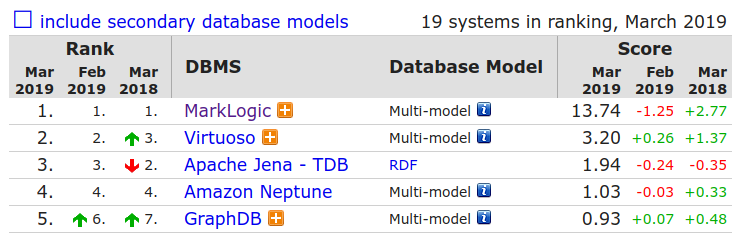 include secondary database models 19 systems in ranking, March 2019
Rank DBMS Database Model Score
Mar 2019 Feb 2019 Mar 2018 Mar 2019 Feb 2019 Mar 2018
1. 1. 1. MarkLogic Multi-model 13.74 -1.25 +2.77
2. 2. 3. Virtuoso Multi-model 3.20 +0.26 +1.37
3. 3. 2. Apache Jena - TDB RDF 1.94 -0.24 -0.35
4. 4. 4. Amazon Neptune Multi-model 1.03 -0.03 +0.33
5. 6. 7. GraphDB Multi-model 0.93 +0.07 +0.48